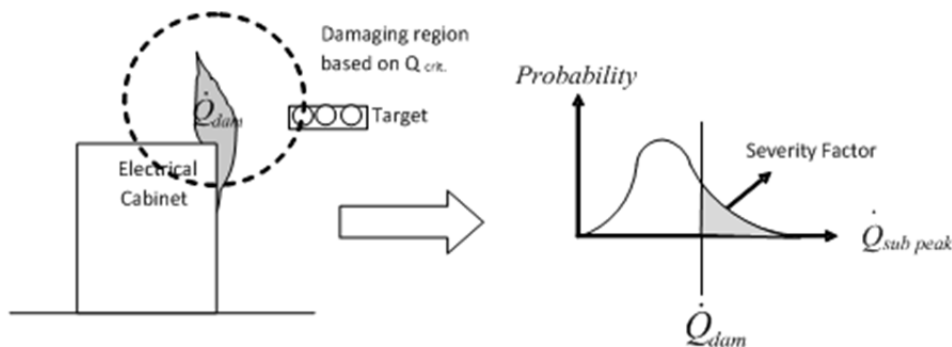 Damaging region
based on Q crit.
Q̇dam
Target
Electrical
Cabinet
Probability
Severity Factor
Q̇sub peak
Q̇dam